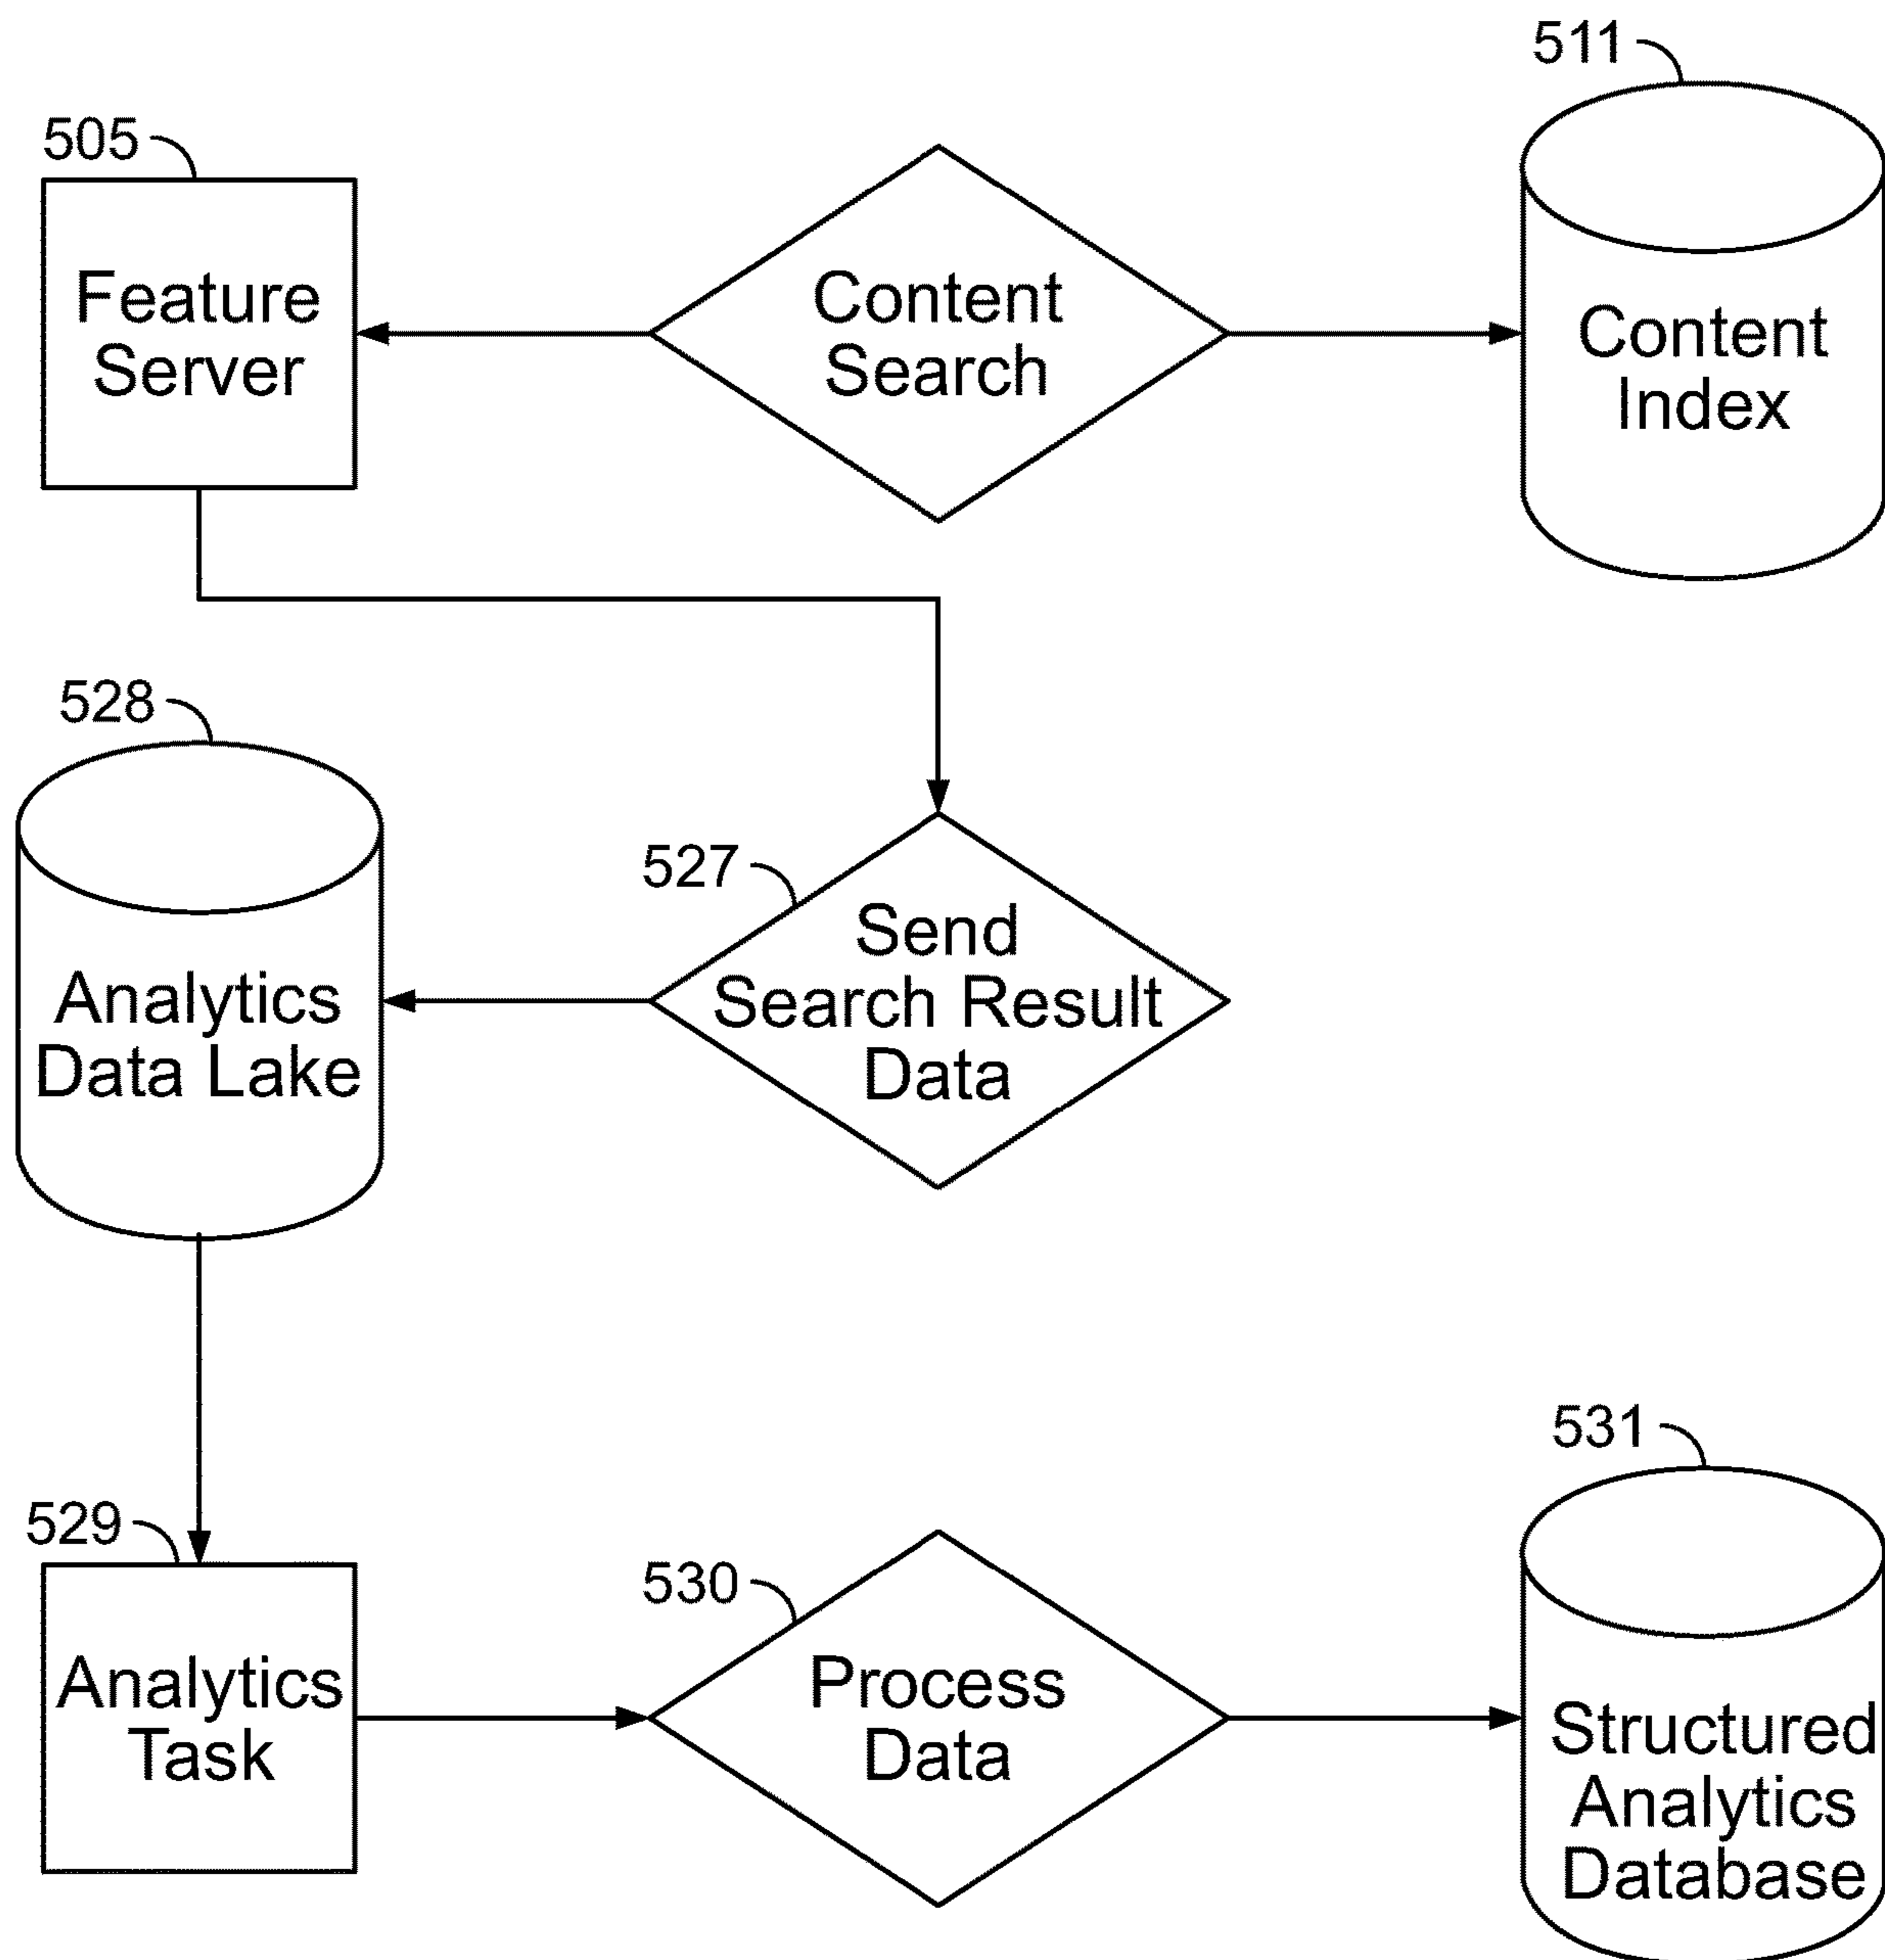 511
505
Feature
Server
Content
Search
Content
Index
528
527
Analytics
Data Lake
Send
Search Result
Data
531
529
530
Analytics
Task
Process
Data
Structured
Analytics
Database